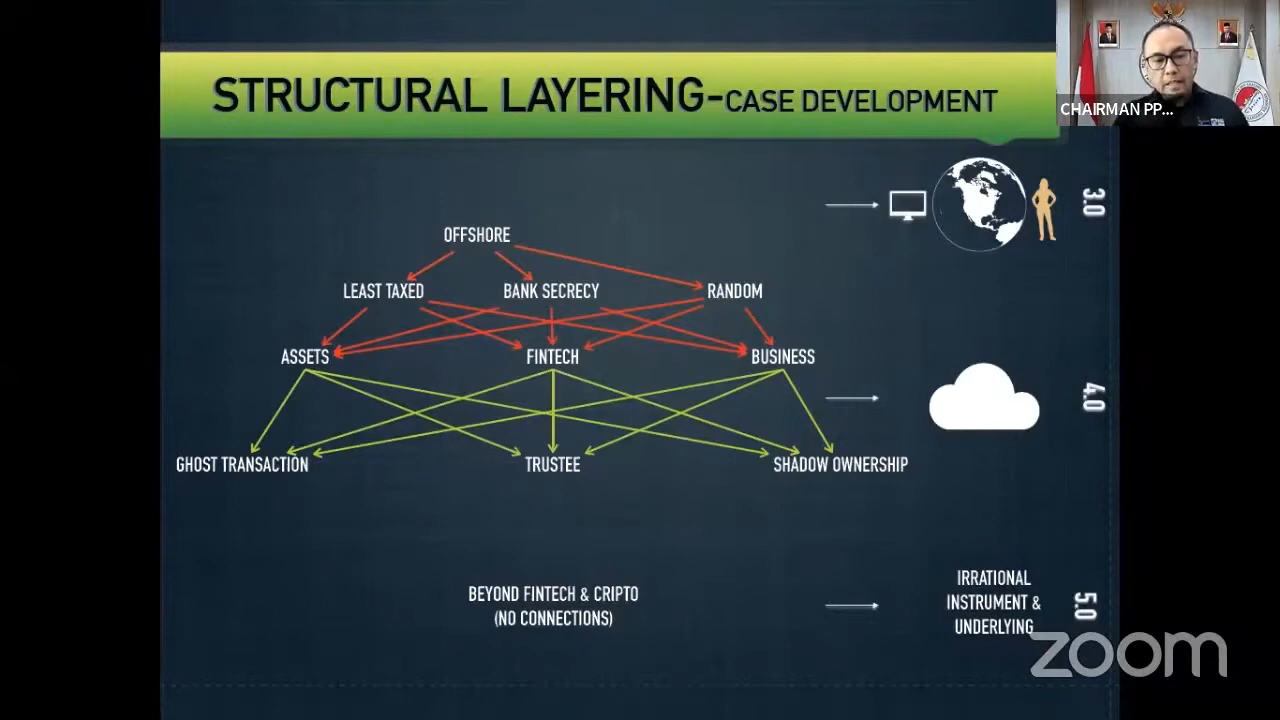 STRUCTURAL LAYERING-CASE DEVELOPMENT
CHAIRMAN PP...
3.0
OFFSHORE
LEAST TAXED
BANK SECRECY
RANDOM
ASSETS
FINTECH
BUSINESS
4.0
GHOST TRANSACTION
TRUSTEE
SHADOW OWNERSHIP
BEYOND FINTECH & CRIPTO
(NO CONNECTIONS)
IRRATIONAL
INSTRUMENT &
UNDERLYING
5.0
zoom